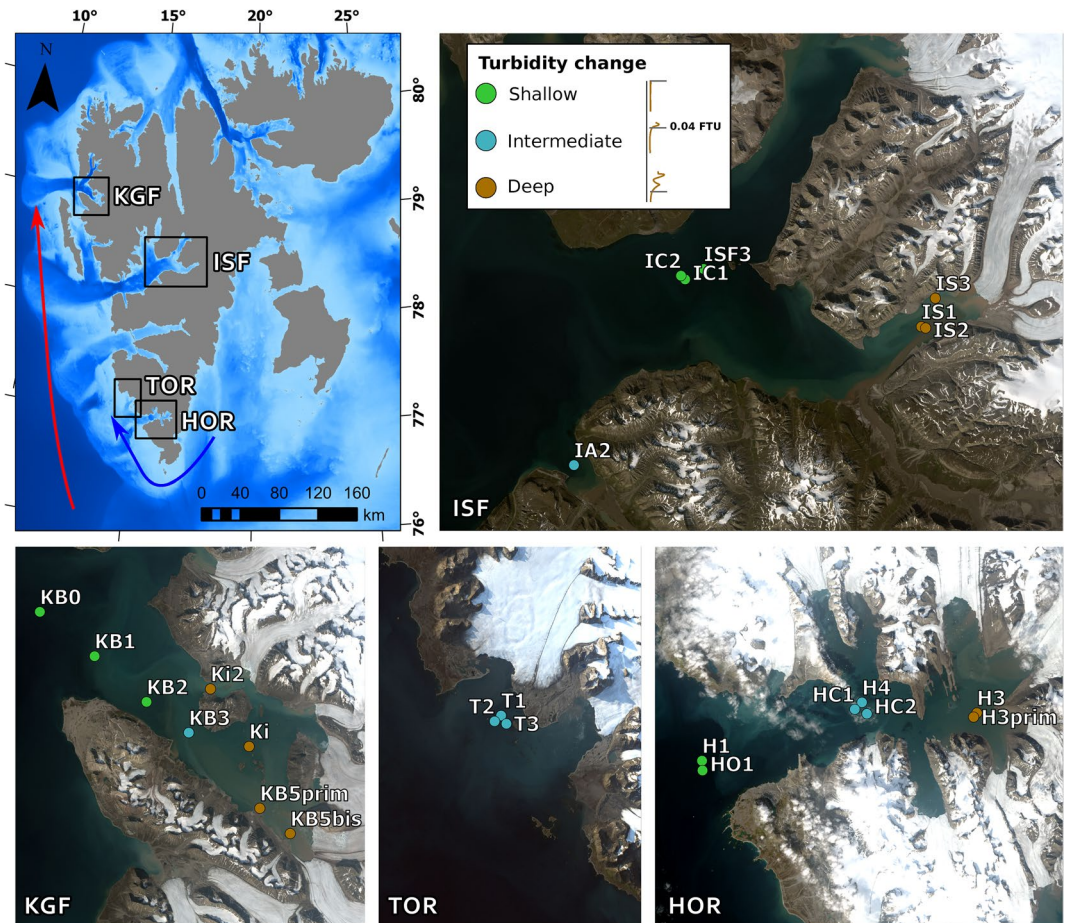 10° 15° 20° 25°
N
80°
79°
78°
77°
76°
KGF
ISF
TOR
HOR
0 40 80 120 160
km
Turbidity change
Shallow
0.04 FTU
Intermediate
Deep
ISF3
IC2
IC1
IS3
IS1
IS2
IA2
ISF
KB0
KB1
Ki2
KB2
KB3
Ki
KB5prim
KB5bis
KGF
T1
T2
T3
TOR
H4
HC1
HC2
H3
H3prim
H1
HO1
HOR